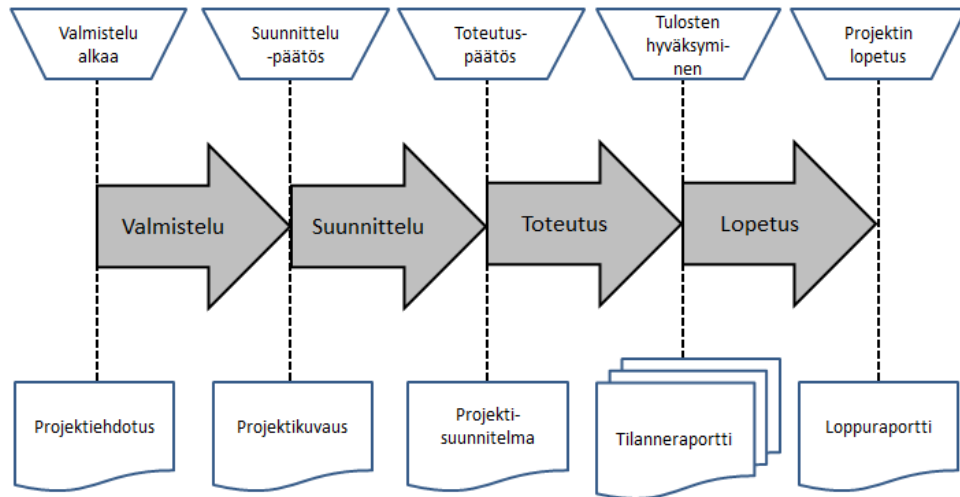 Valmistelu
alkaa
Suunnittelu
-päätös
Toteutus-
päätös
Tulosten
hyväksymi-
nen
Projektin
lopetus
Valmistelu
Suunnittelu
Toteutus
Lopetus
Projektiehdotus
Projektikuvaus
Projekti-
suunnitelma
Tilanneraportti
Loppuraportti